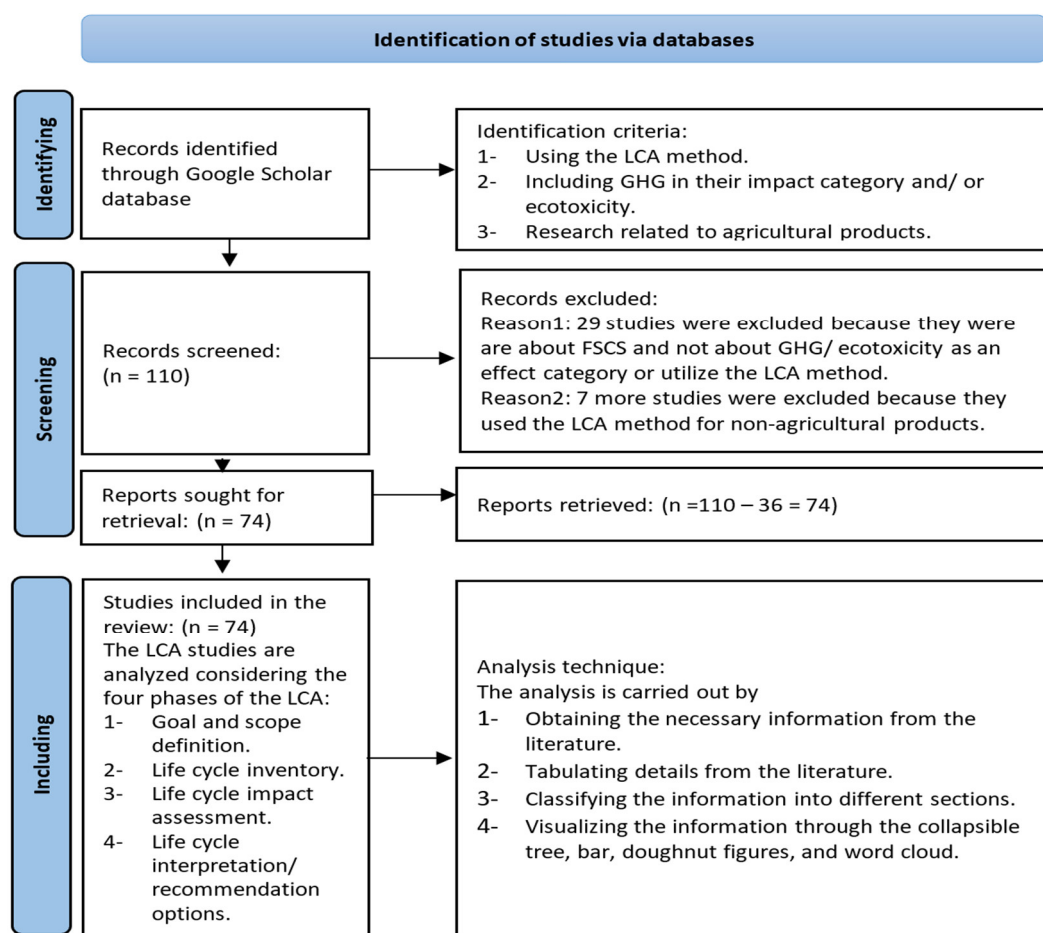 Identification of studies via databases
Identifying
Records identified
through Google Scholar
database
Identification criteria:
1- Using the LCA method.
2- Including GHG in their impact category and/ or
ecotoxicity.
3- Research related to agricultural products.
Screening
Records screened:
(n = 110)
Records excluded:
Reason1: 29 studies were excluded because they were
are about FSCS and not about GHG/ ecotoxicity as an
effect category or utilize the LCA method.
Reason2: 7 more studies were excluded because they
used the LCA method for non-agricultural products.
Reports sought for
retrieval: (n = 74)
Reports retrieved: (n =110 – 36 = 74)
Including
Studies included in the
review: (n = 74)
The LCA studies are
analyzed considering the
four phases of the LCA:
1- Goal and scope
definition.
2- Life cycle inventory.
3- Life cycle impact
assessment.
4- Life cycle
interpretation/
recommendation
options.
Analysis technique:
The analysis is carried out by
1- Obtaining the necessary information from the
literature.
2- Tabulating details from the literature.
3- Classifying the information into different sections.
4- Visualizing the information through the collapsible
tree, bar, doughnut figures, and word cloud.